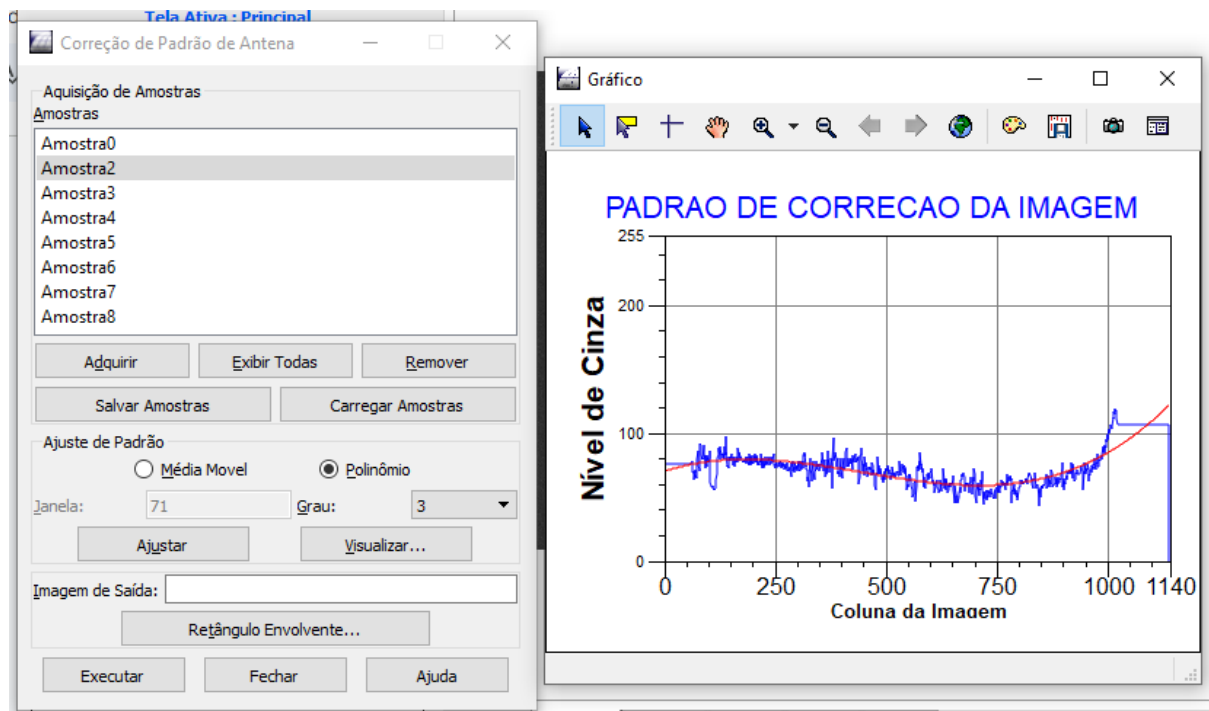 Tela Ativa : Principal
Correção de Padrão de Antena
Aquisição de Amostras
Amostras
Amostra0
Amostra2
Amostra3
Amostra4
Amostra5
Amostra6
Amostra7
Amostra8
Adquirir Exibir Todas Remover
Salvar Amostras Carregar Amostras
Ajuste de Padrão
Média Movel Polinômio
Janela: 71 Grau: 3
Ajustar Visualizar...
Imagem de Saída:
Retângulo Envolvente...
Executar Fechar Ajuda
Gráfico
PADRAO DE CORRECAO DA IMAGEM
255
200
100
0
Nível de Cinza
0 250 500 750 1000 1140
Coluna da Imagem